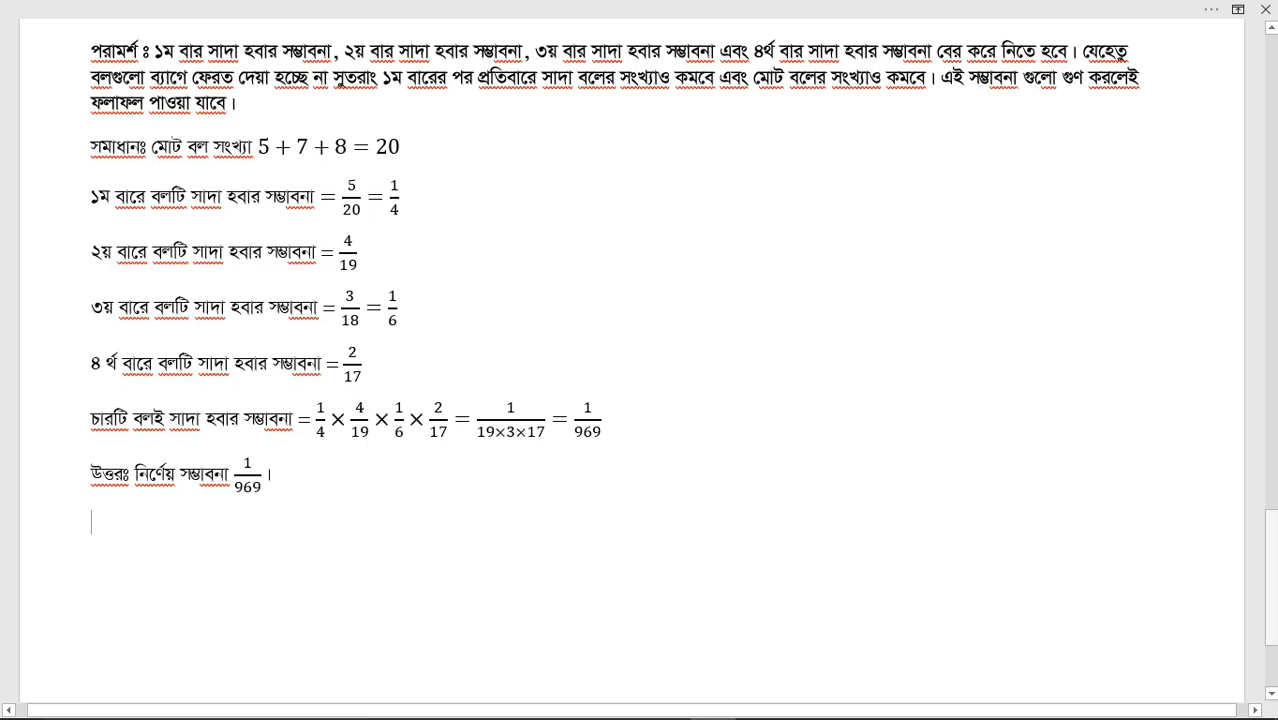 পরামর্শ ঃ ১ম বার সাদা হবার সম্ভাবনা, ২য় বার সাদা হবার সম্ভাবনা, ৩য় বার সাদা হবার সম্ভাবনা এবং ৪র্থ বার সাদা হবার সম্ভাবনা বের করে নিতে হবে। যেহেতু
বলগুলো ব্যাগে ফেরত দেয়া হচ্ছে না সুতরাং ১ম বারের পর প্রতিবারে সাদা বলের সংখ্যাও কমবে এবং মোট বলের সংখ্যাও কমবে। এই সম্ভাবনা গুলো গুণ করলেই
ফলাফল পাওয়া যাবে।
সমাধানঃ মোট বল সংখ্যা 5 + 7 + 8 = 20
১ম বারে বলটি সাদা হবার সম্ভাবনা = 5/20 = 1/4
২য় বারে বলটি সাদা হবার সম্ভাবনা = 4/19
৩য় বারে বলটি সাদা হবার সম্ভাবনা = 3/18 = 1/6
৪ র্থ বারে বলটি সাদা হবার সম্ভাবনা = 2/17
চারটি বলই সাদা হবার সম্ভাবনা = 1/4 × 4/19 × 1/6 × 2/17 = 1/19×3×17 = 1/969
উত্তরঃ নির্ণেয় সম্ভাবনা 1/969 ।